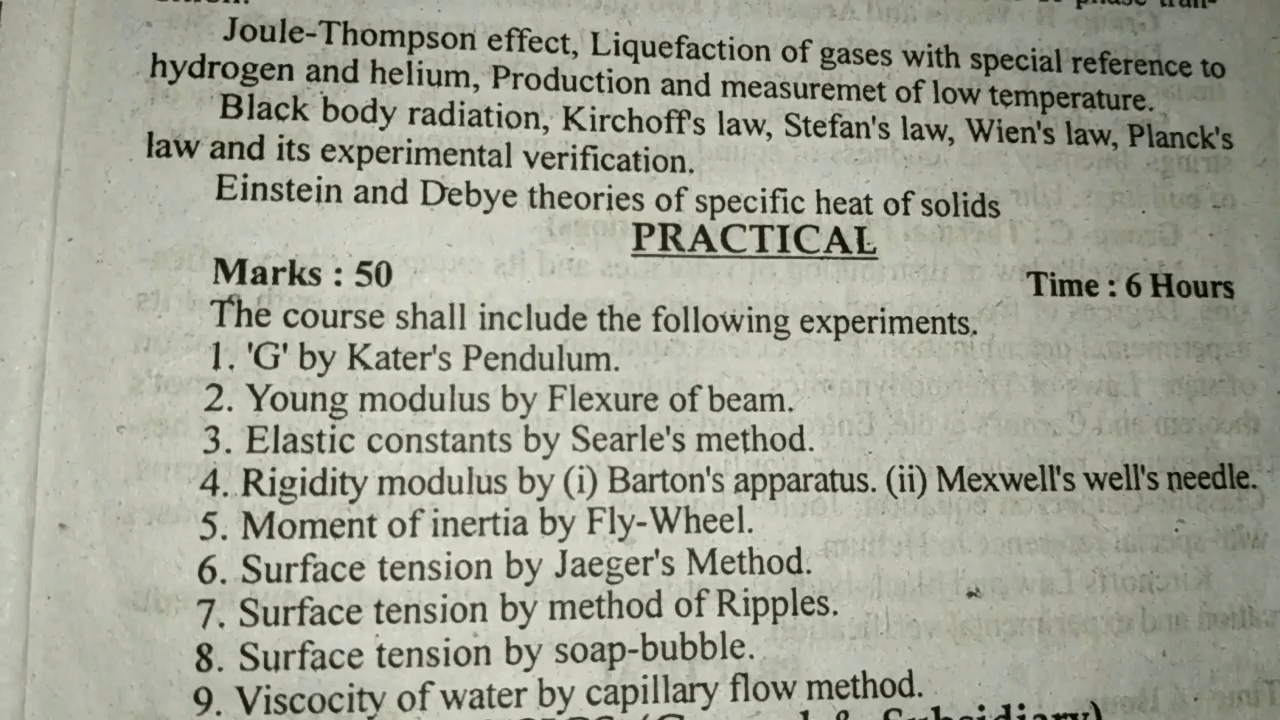 Joule-Thompson effect, Liquefaction of gases with special reference to
hydrogen and helium, Production and measuremet of low temperature.
Black body radiation, Kirchoff's law, Stefan's law, Wien's law, Planck's
law and its experimental verification.
Einstein and Debye theories of specific heat of solids
PRACTICAL
Marks : 50 Time : 6 Hours
The course shall include the following experiments.
1. 'G' by Kater's Pendulum.
2. Young modulus by Flexure of beam.
3. Elastic constants by Searle's method.
4. Rigidity modulus by (i) Barton's apparatus. (ii) Mexwell's well's needle.
5. Moment of inertia by Fly-Wheel.
6. Surface tension by Jaeger's Method.
7. Surface tension by method of Ripples.
8. Surface tension by soap-bubble.
9. Viscocity of water by capillary flow method.